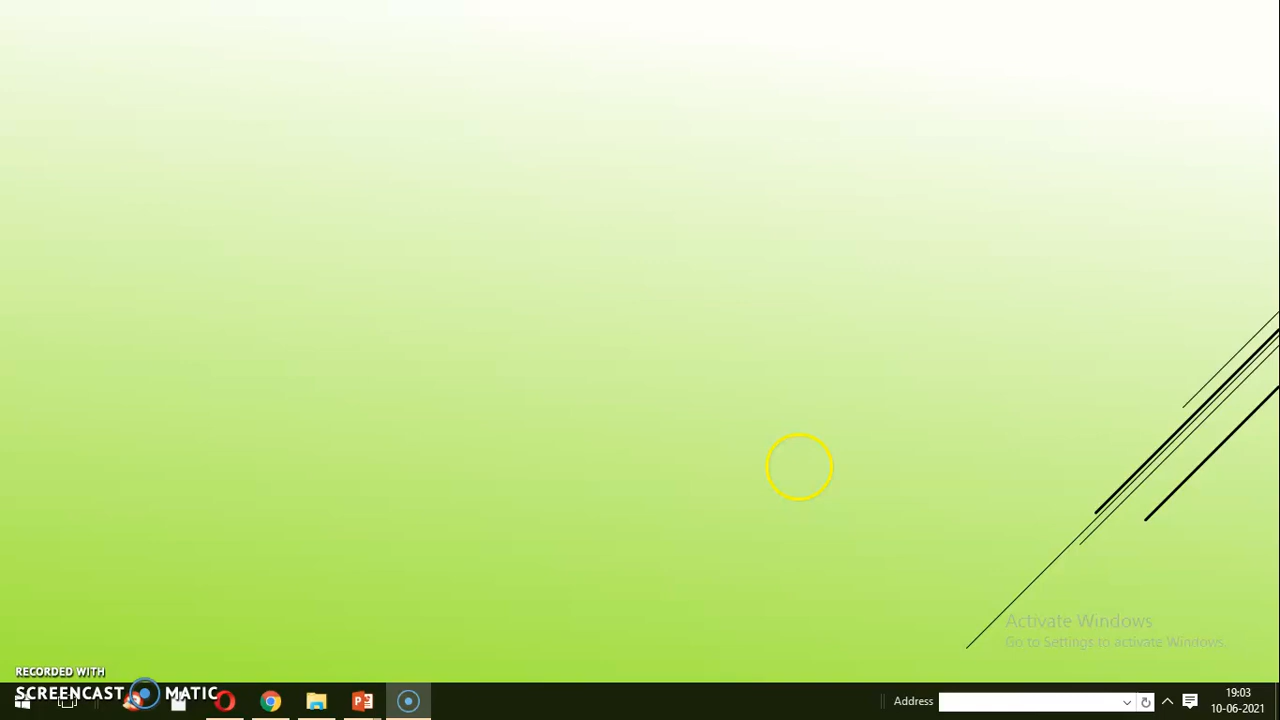 Activate Windows
Go to Settings to activate Windows.
RECORDED WITH
SCREENCAST MATIC
Address
19:03
10-06-2021